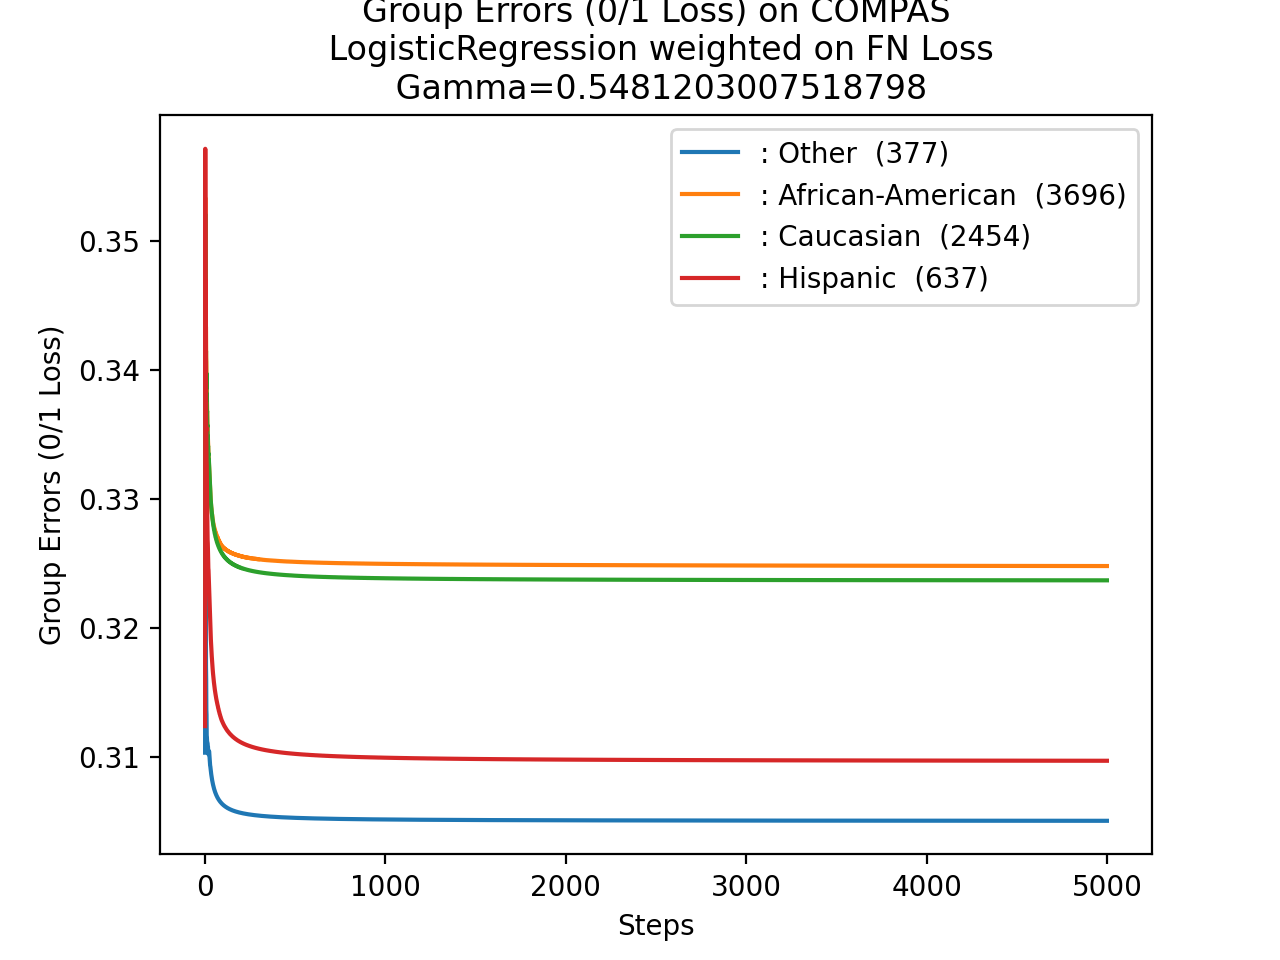 Group Errors (0/1 Loss) on COMPAS
LogisticRegression weighted on FN Loss
Gamma=0.5481203007518798
: Other (377)
: African-American (3696)
: Caucasian (2454)
: Hispanic (637)
Group Errors (0/1 Loss)
0.35
0.34
0.33
0.32
0.31
0 1000 2000 3000 4000 5000
Steps